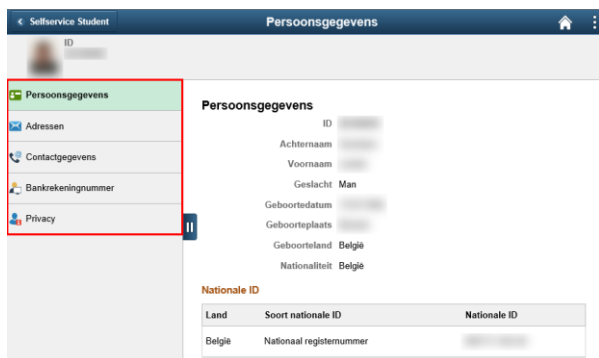 Selfservice Student
Persoonsgegevens
ID
Persoonsgegevens
Adressen
Contactgegevens
Bankrekeningnummer
Privacy
Persoonsgegevens
ID
Achternaam
Voornaam
Geslacht Man
Geboortedatum
Geboorteplaats
Geboorteland België
Nationaliteit België
Nationale ID
Land Soort nationale ID Nationale ID
België Nationaal registernummer